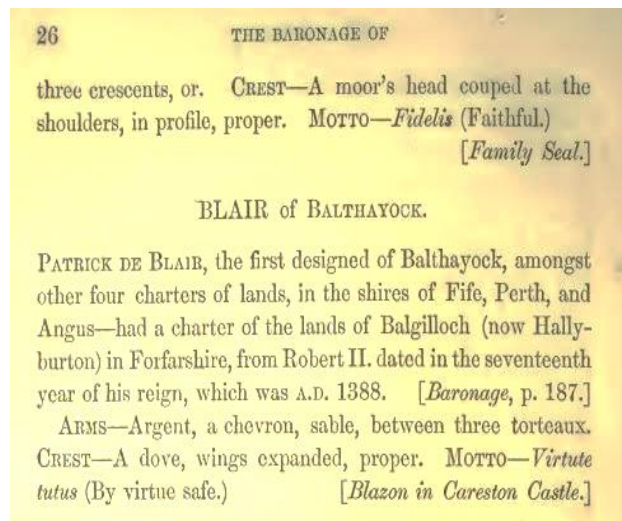 26 THE BARONAGE OF
three crescents, or. CREST—A moor's head couped at the
shoulders, in profile, proper. MOTTO—Fidelis (Faithful.)
[Family Seal.]
BLAIR of BALTHAYOCK.
PATRICK DE BLAIR, the first designed of Balthayock, amongst
other four charters of lands, in the shires of Fife, Perth, and
Angus—had a charter of the lands of Balgilloch (now Hally-
burton) in Forfarshire, from Robert II. dated in the seventeenth
year of his reign, which was A.D. 1388. [Baronage, p. 187.]
ARMS—Argent, a chevron, sable, between three torteaux.
CREST—A dove, wings expanded, proper. MOTTO—Virtute
tutus (By virtue safe.) [Blazon in Careston Castle.]